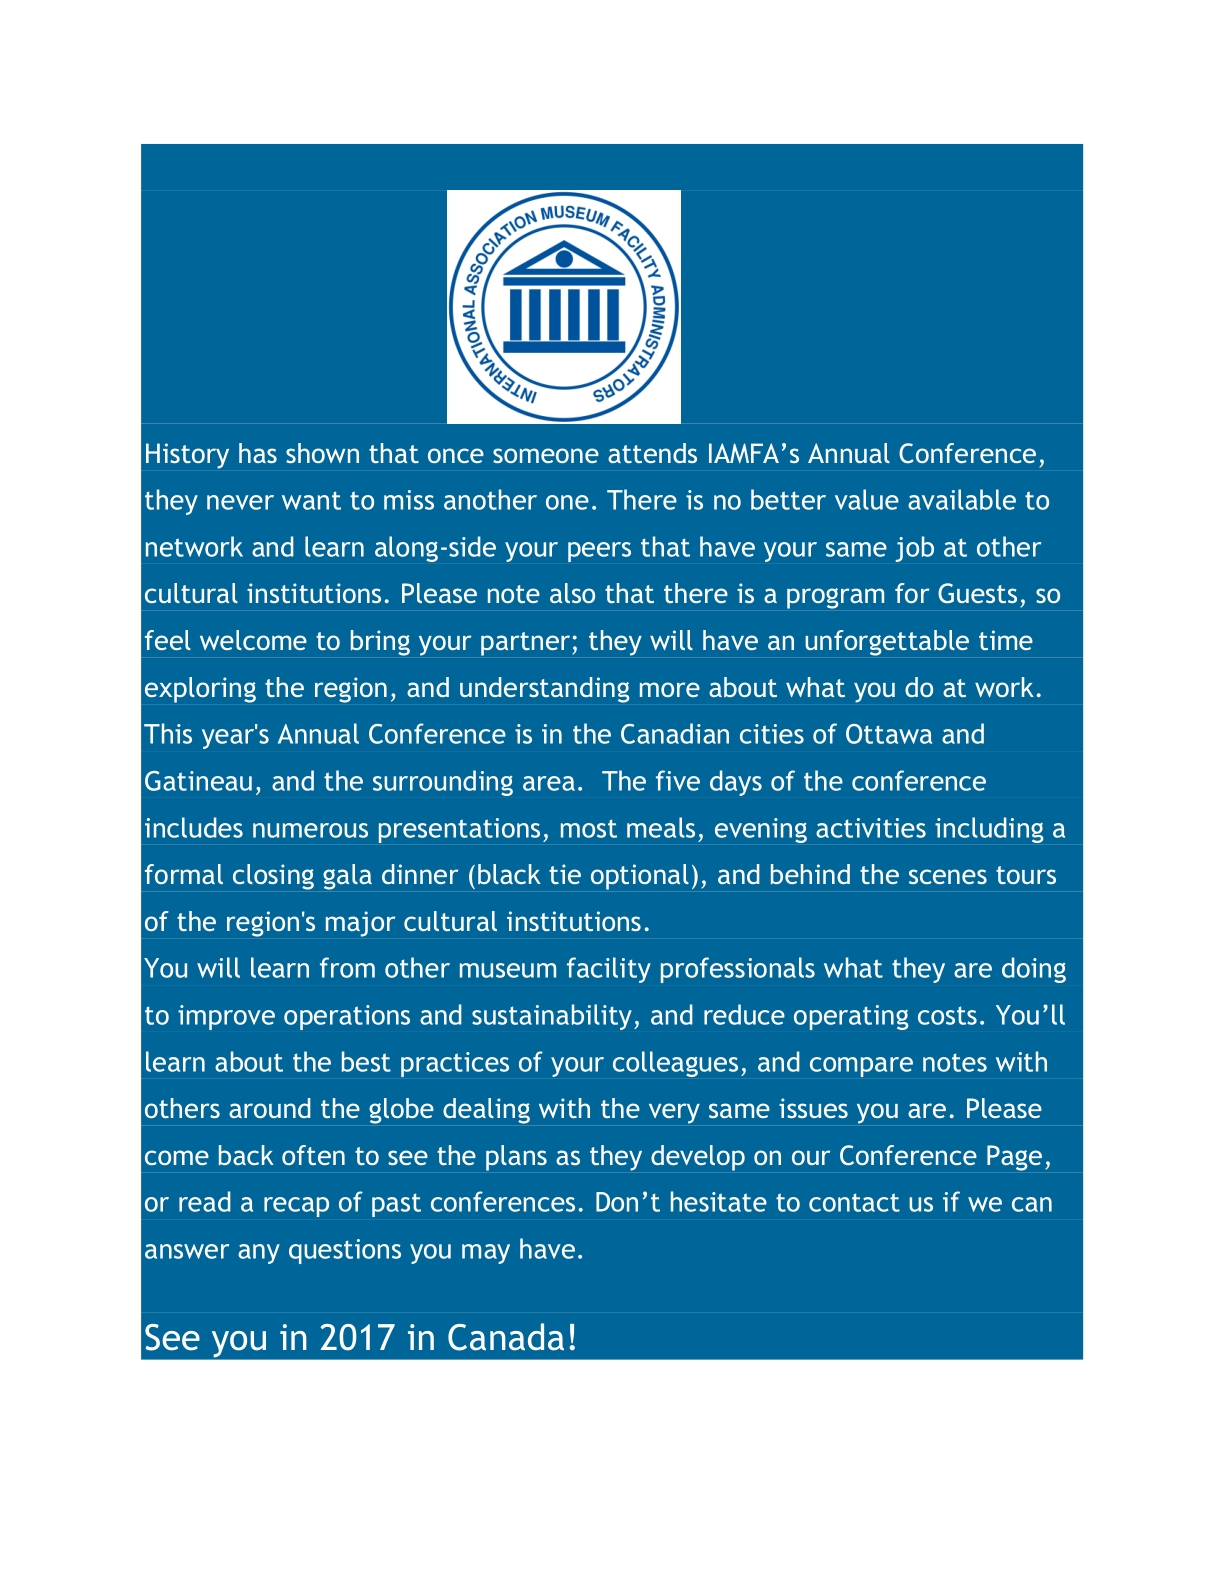 INTERNATIONAL ASSOCIATION MUSEUM FACILITY ADMINISTRATORS
History has shown that once someone attends IAMFA’s Annual Conference,
they never want to miss another one. There is no better value available to
network and learn along-side your peers that have your same job at other
cultural institutions. Please note also that there is a program for Guests, so
feel welcome to bring your partner; they will have an unforgettable time
exploring the region, and understanding more about what you do at work.
This year's Annual Conference is in the Canadian cities of Ottawa and
Gatineau, and the surrounding area.  The five days of the conference
includes numerous presentations, most meals, evening activities including a
formal closing gala dinner (black tie optional), and behind the scenes tours
of the region's major cultural institutions.
You will learn from other museum facility professionals what they are doing
to improve operations and sustainability, and reduce operating costs. You’ll
learn about the best practices of your colleagues, and compare notes with
others around the globe dealing with the very same issues you are. Please
come back often to see the plans as they develop on our Conference Page,
or read a recap of past conferences. Don’t hesitate to contact us if we can
answer any questions you may have.
See you in 2017 in Canada!